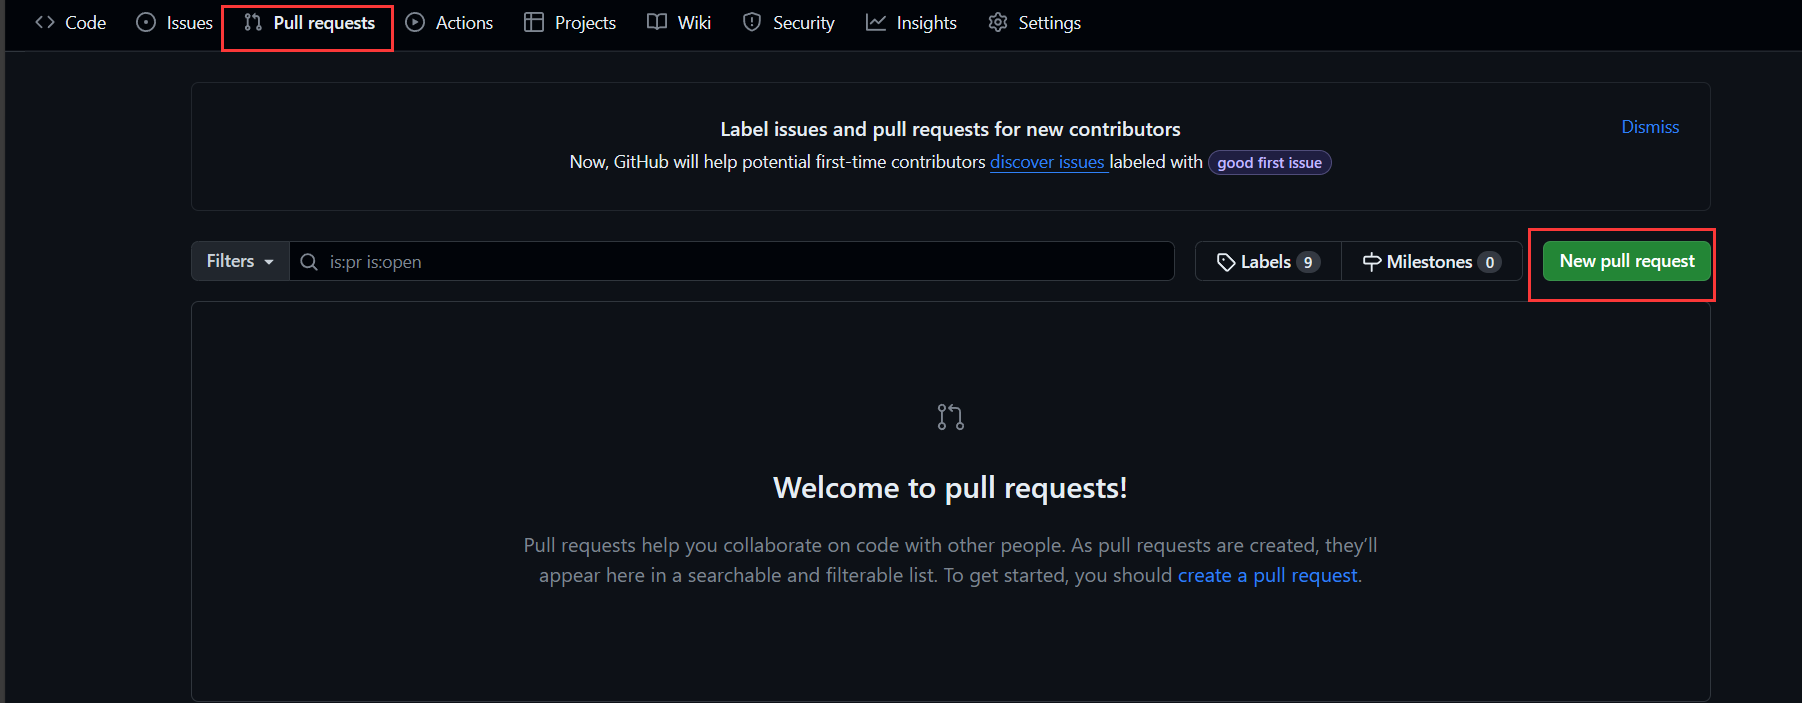 Code Issues Pull requests Actions Projects Wiki Security Insights Settings
Label issues and pull requests for new contributors
Dismiss
Now, GitHub will help potential first-time contributors discover issues labeled with good first issue
Filters is:pr is:open Labels 9 Milestones 0 New pull request
Welcome to pull requests!
Pull requests help you collaborate on code with other people. As pull requests are created, they’ll
appear here in a searchable and filterable list. To get started, you should create a pull request.